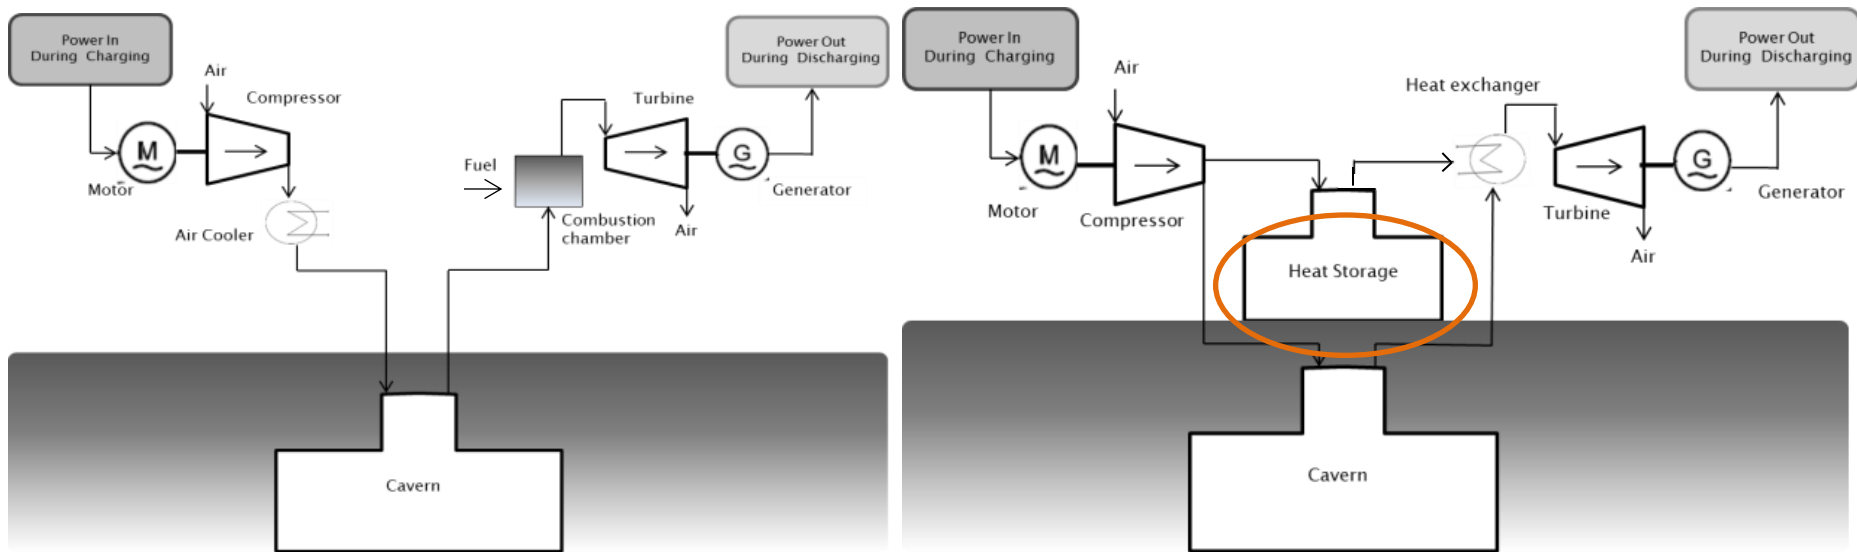 Power In
During Charging
Power Out
During Discharging
Air
Compressor
Turbine
M
G
Motor
Fuel
Generator
Air Cooler
Combustion
chamber
Air
Cavern
Power In
During Charging
Power Out
During Discharging
Air
Heat exchanger
M
G
Motor
Compressor
Turbine
Generator
Air
Heat Storage
Cavern